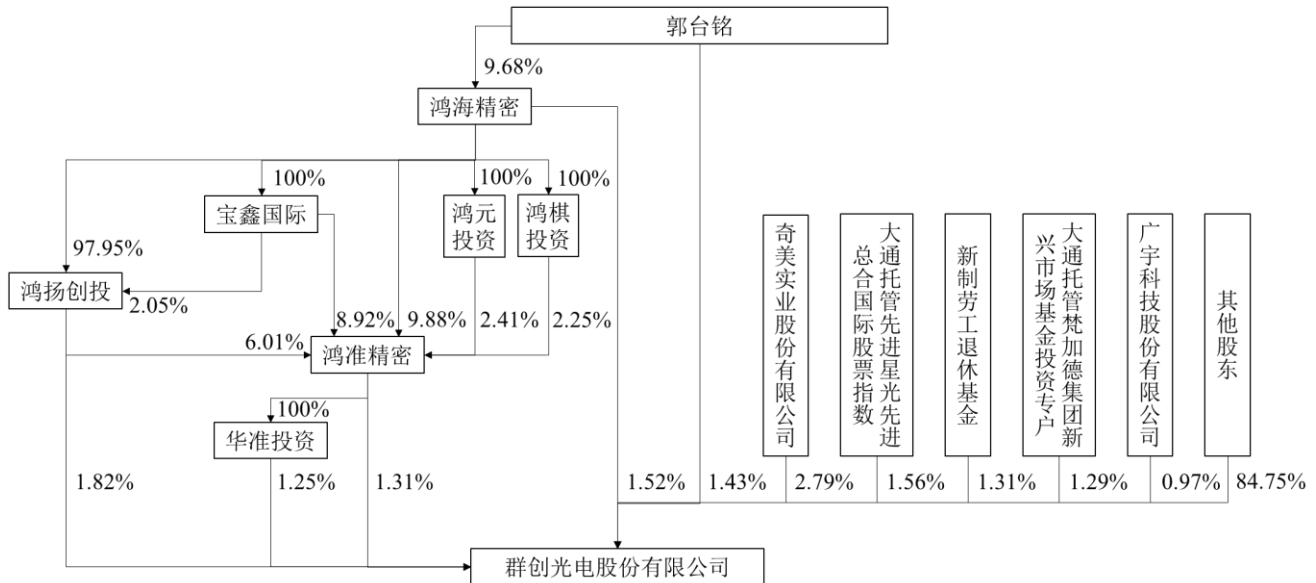 郭台铭
9.68%
鸿海精密
100%
100%
100%
宝鑫国际
鸿元
投资
鸿棋
投资
97.95%
鸿扬创投
2.05%
8.92%
9.88%
2.41%
2.25%
6.01%
鸿准精密
100%
华准投资
奇美实业股份有限公司
大通托管先进星光先进
总合国际股票指数
新制劳工退休基金
大通托管梵加德集团新
兴市场基金投资专户
广宇科技股份有限公司
其他股东
1.82%
1.25%
1.31%
1.52%
1.43%
2.79%
1.56%
1.31%
1.29%
0.97%
84.75%
群创光电股份有限公司